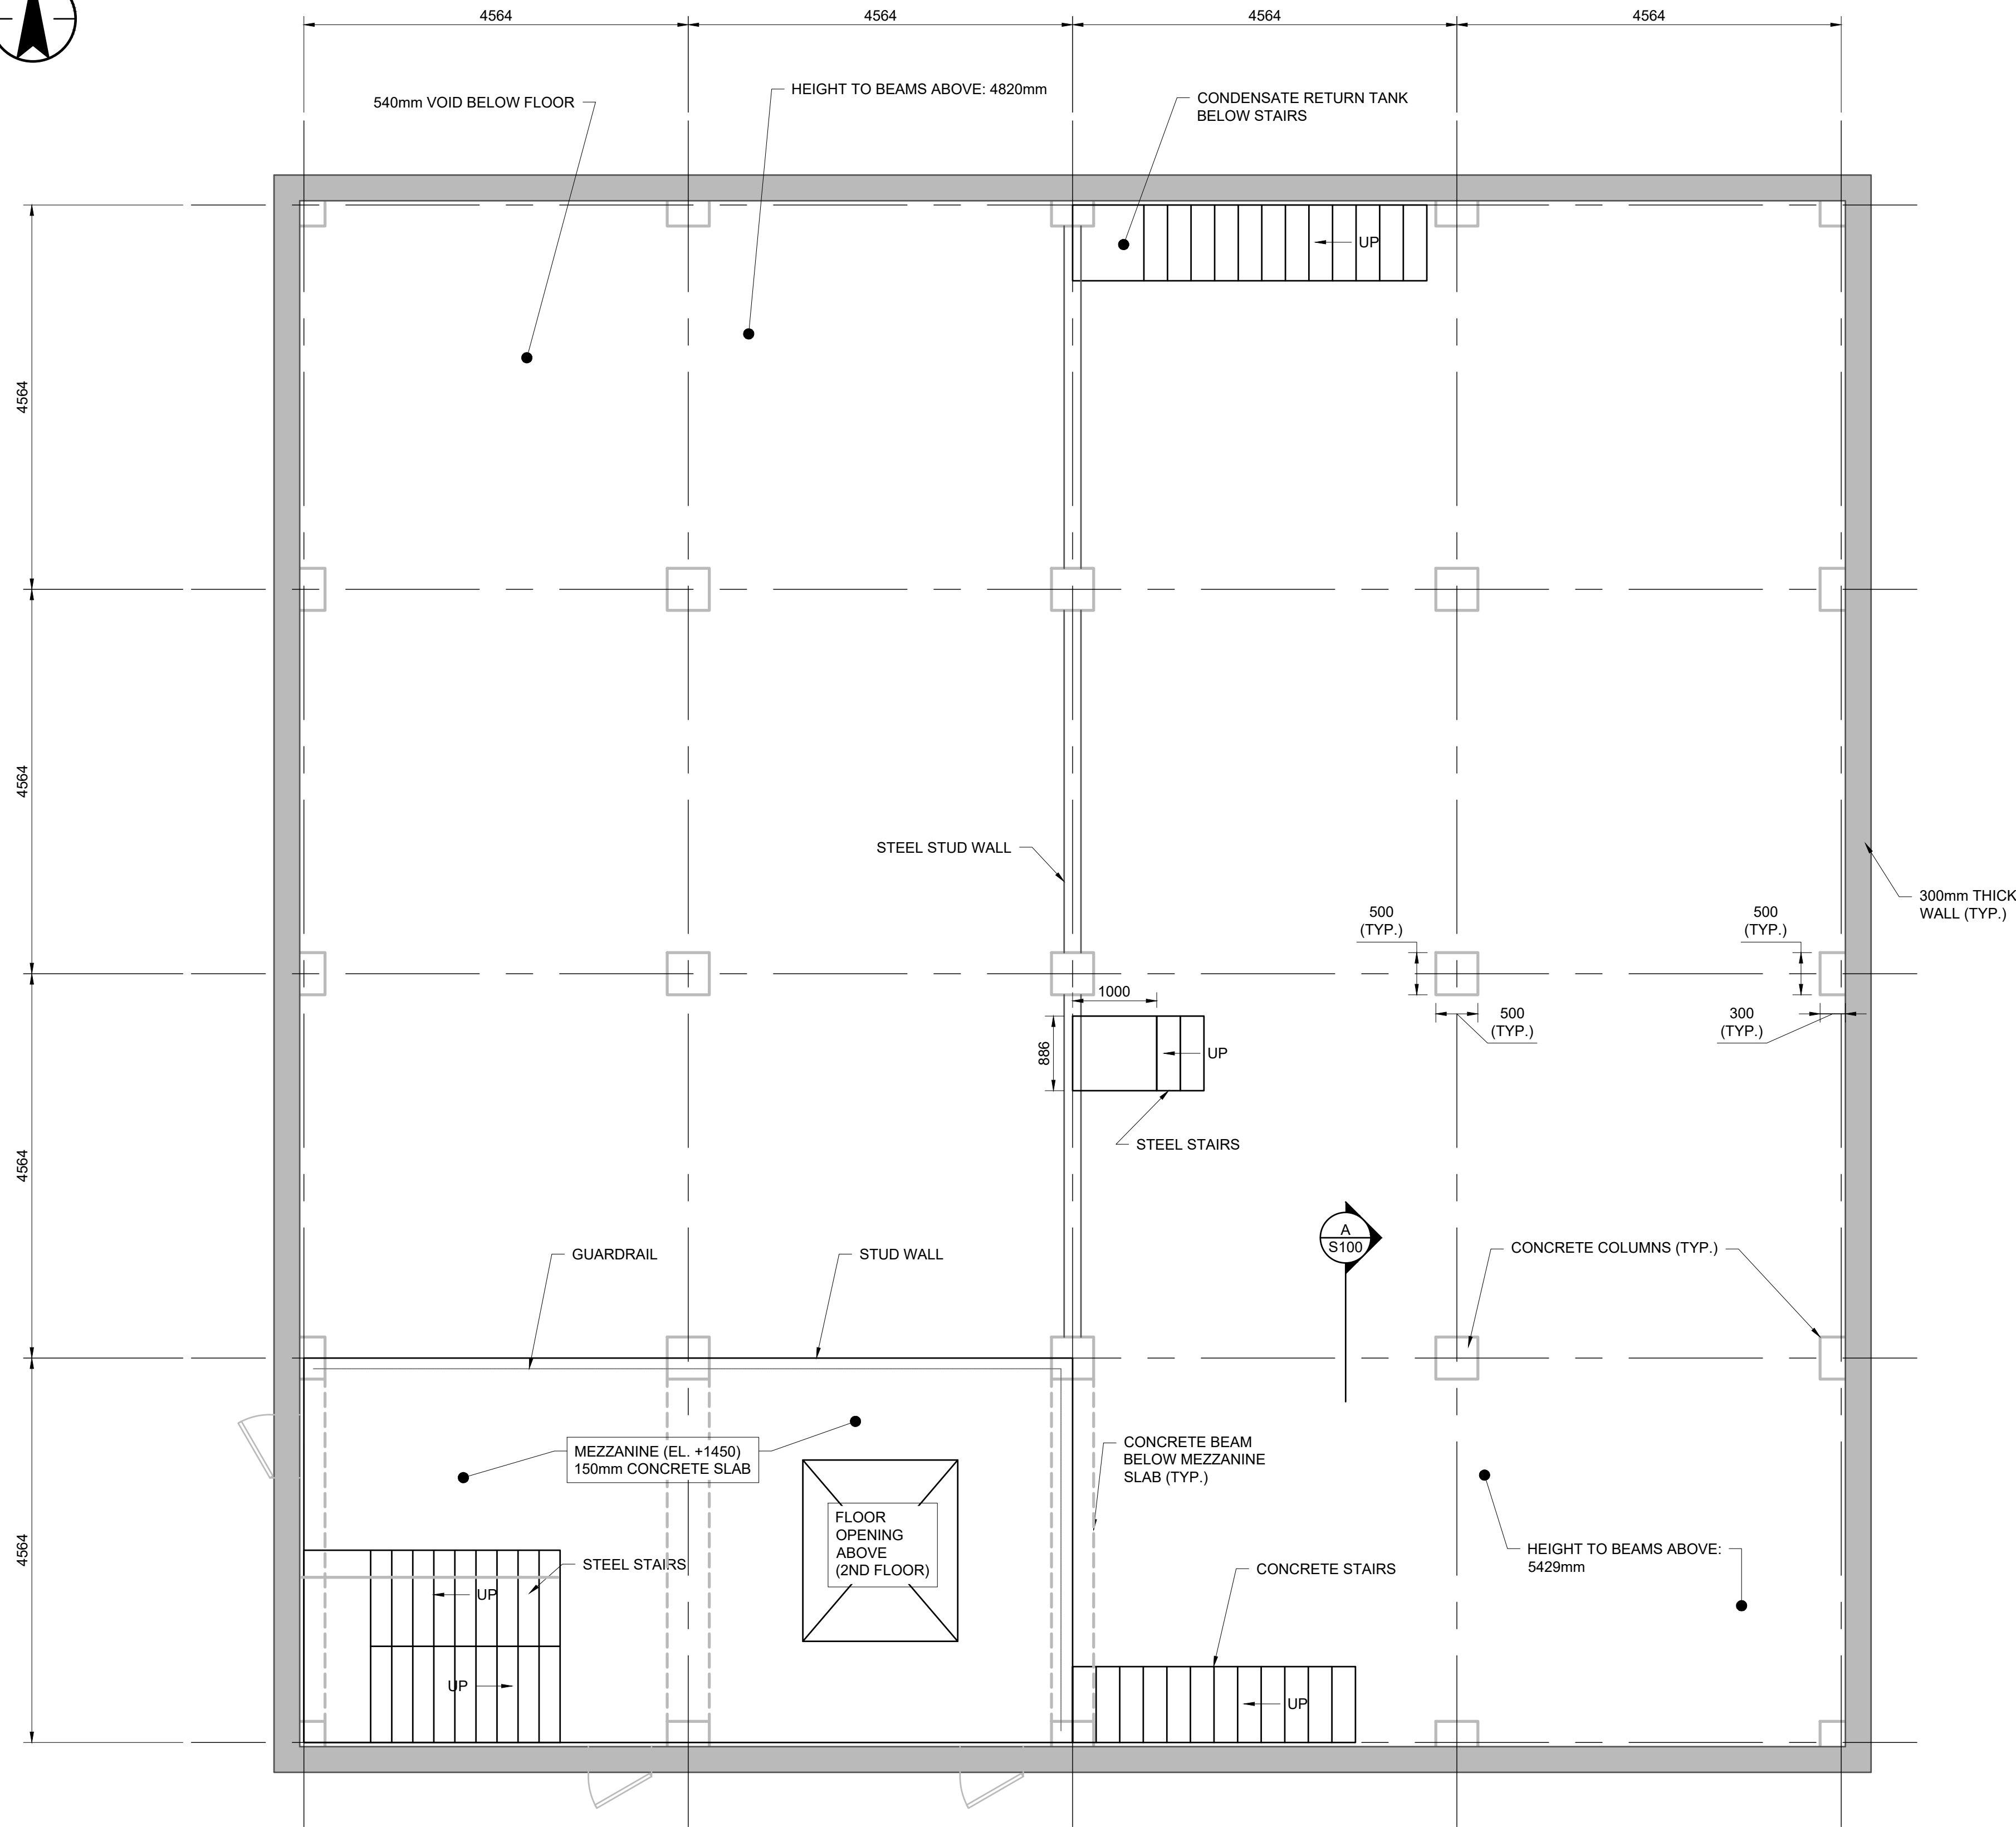 4564
4564
4564
4564
HEIGHT TO BEAMS ABOVE: 4820mm
540mm VOID BELOW FLOOR
CONDENSATE RETURN TANK
BELOW STAIRS
UP
4564
4564
STEEL STUD WALL
300mm THICK
WALL (TYP.)
500
(TYP.)
500
(TYP.)
1000
500
(TYP.)
300
(TYP.)
886
UP
STEEL STAIRS
4564
A
S100
GUARDRAIL
STUD WALL
CONCRETE COLUMNS (TYP.)
MEZZANINE (EL. +1450)
150mm CONCRETE SLAB
CONCRETE BEAM
BELOW MEZZANINE
SLAB (TYP.)
FLOOR
OPENING
ABOVE
(2ND FLOOR)
HEIGHT TO BEAMS ABOVE:
5429mm
4564
STEEL STAIRS
CONCRETE STAIRS
UP
UP
UP